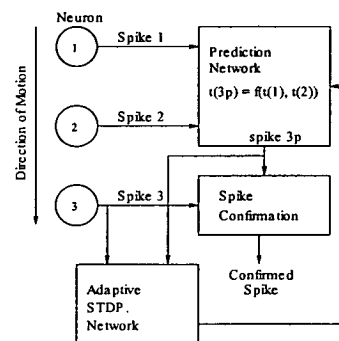 Neuron
1
Spike 1
Prediction
Network
t(3p) = f(t(1), t(2))
2
Spike 2
spike 3p
Direction of Motion
3
Spike 3
Spike
Confirmation
Confirmed
Spike
Adaptive
STDP.
Network